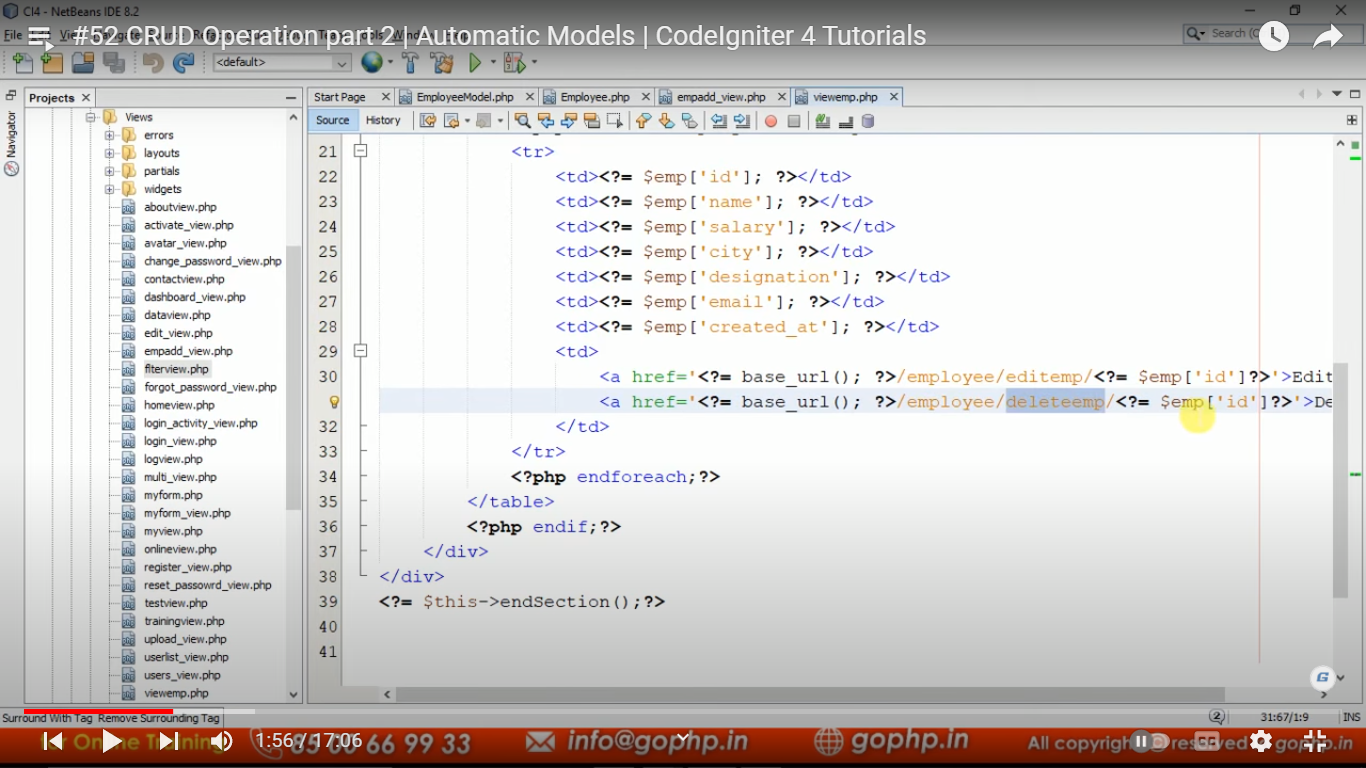 CI4 - NetBeans IDE 8.2
#52 CRUD Operation part 2 | Automatic Models | CodeIgniter 4 Tutorials
File
Search (C
<default>
Projects
Start Page
EmployeeModel.php
Employee.php
empadd_view.php
viewemp.php
Source
History
Navigator
Views
errors
layouts
partials
widgets
aboutview.php
activate_view.php
avatar_view.php
change_password_view.php
contactview.php
dashboard_view.php
dataview.php
edit_view.php
empadd_view.php
flterview.php
forgot_password_view.php
homeview.php
login_activity_view.php
login_view.php
logview.php
multi_view.php
myform.php
myform_view.php
myview.php
onlineview.php
register_view.php
reset_passowrd_view.php
testview.php
trainingview.php
upload_view.php
userlist_view.php
users_view.php
viewemp.php
21 <tr>
22 <td><?= $emp['id']; ?></td>
23 <td><?= $emp['name']; ?></td>
24 <td><?= $emp['salary']; ?></td>
25 <td><?= $emp['city']; ?></td>
26 <td><?= $emp['designation']; ?></td>
27 <td><?= $emp['email']; ?></td>
28 <td><?= $emp['created_at']; ?></td>
29 <td>
30 <a href='<?= base_url(); ?>/employee/editemp/<?= $emp['id']?>'>Edit
<a href='<?= base_url(); ?>/employee/deleteemp/<?= $emp['id']?>'>De
32 </td>
33 </tr>
34 <?php endforeach;?>
35 </table>
36 <?php endif;?>
37 </div>
38 </div>
39 <?= $this->endSection();?>
40
41
G
Surround With Tag Remove Surrounding Tag
2
31:67/1:9
INS
for Online Training
85 00 66 99 33
info@gophp.in
gophp.in
All copyright reserved gophp.in
1:56 / 17:06
CC